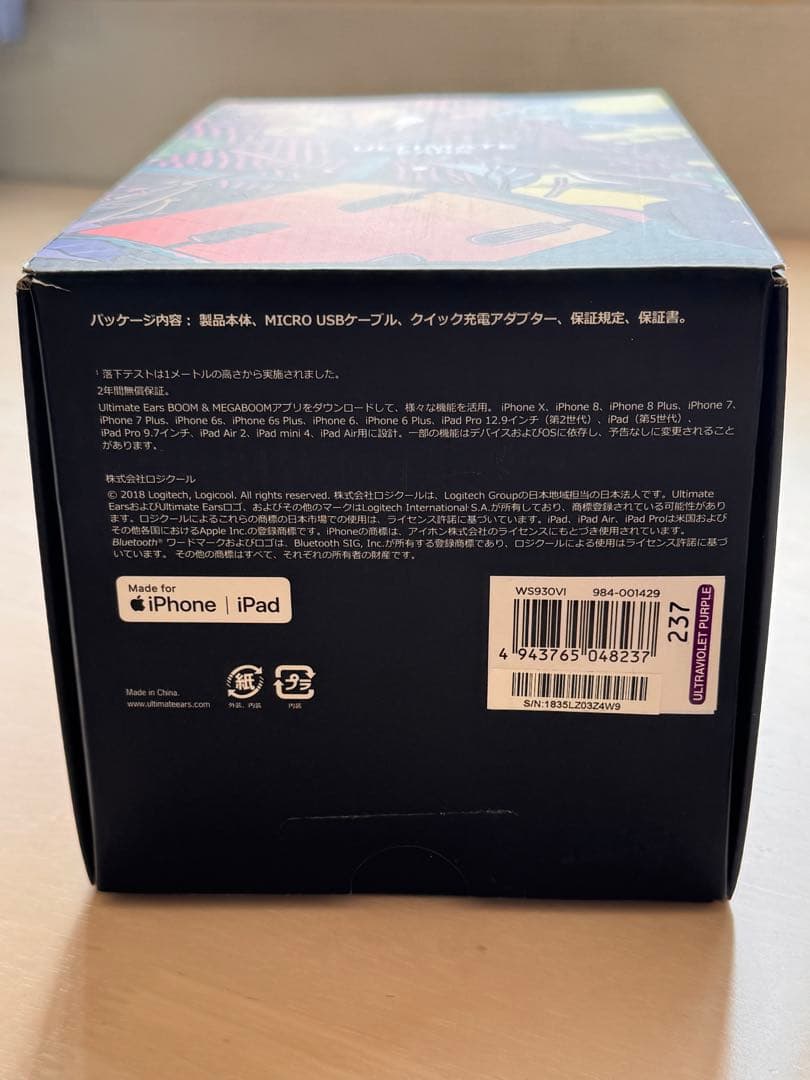 ULTIMATE
パッケージ内容： 製品本体、MICRO USBケーブル、クイック充電アダプター、保証規定、保証書。
¹ 落下テストは1メートルの高さから実施されました。
2年間無償保証。
Ultimate Ears BOOM & MEGABOOMアプリをダウンロードして、様々な機能を活用。 iPhone X、iPhone 8、iPhone 8 Plus、iPhone 7、
iPhone 7 Plus、iPhone 6s、iPhone 6s Plus、iPhone 6、iPhone 6 Plus、iPad Pro 12.9インチ（第2世代）、iPad（第5世代）、
iPad Pro 9.7インチ、iPad Air 2、iPad mini 4、iPad Air用に設計。一部の機能はデバイスおよびOSに依存し、予告なしに変更されること
があります。
株式会社ロジクール
© 2018 Logitech, Logicool. All rights reserved. 株式会社ロジクールは、Logitech Groupの日本地域担当の日本法人です。Ultimate
EarsおよびUltimate Earsロゴ、およびその他のマークはLogitech International S.A.が所有しており、商標登録されている可能性があり
ます。ロジクールによるこれらの商標の日本市場での使用は、ライセンス許諾に基づいています。iPad、iPad Air、iPad Proは米国および
その他各国におけるApple Inc.の登録商標です。iPhoneの商標は、アイホン株式会社のライセンスにもとづき使用されています。
Bluetooth® ワードマークおよびロゴは、Bluetooth SIG, Inc.が所有する登録商標であり、ロジクールによる使用はライセンス許諾に基づ
いています。 その他の商標はすべて、それぞれの所有者の財産です。
Made for
iPhone | iPad
WS930VI 984-001429
4 943765 048237
237
ULTRAVIOLET PURPLE
S/N:1835LZ03Z4W9
紙 プラ
外装、内装 内装
Made in China.
www.ultimateears.com